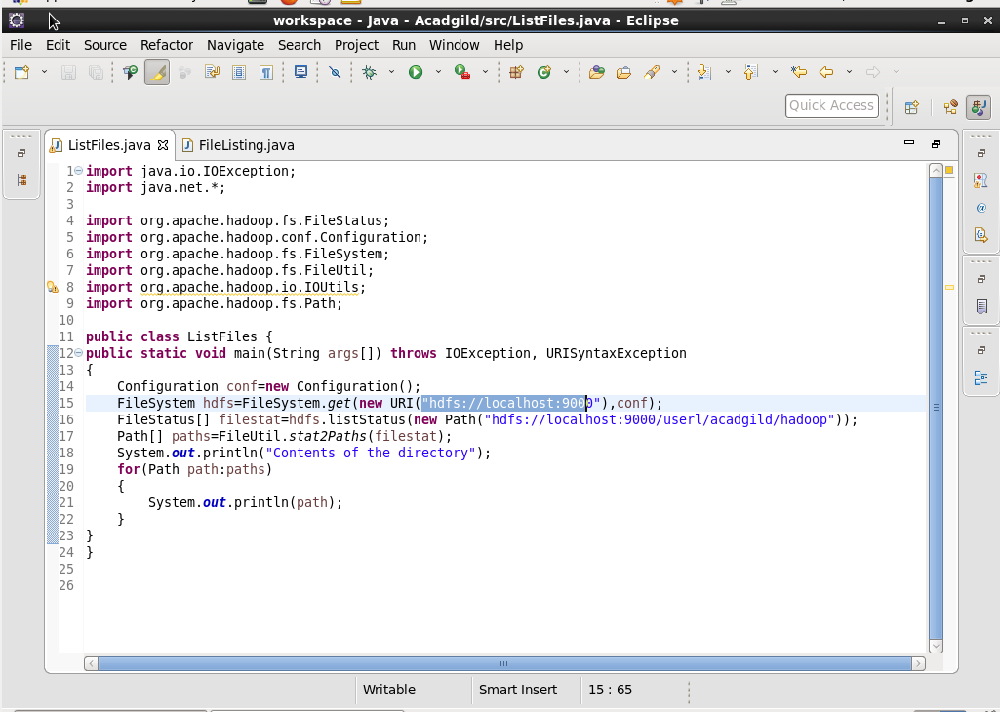 workspace - Java - Acadgild/src/ListFiles.java - Eclipse
File Edit Source Refactor Navigate Search Project Run Window Help
Quick Access
ListFiles.java FileListing.java
1 import java.io.IOException;
2 import java.net.*;
3
4 import org.apache.hadoop.fs.FileStatus;
5 import org.apache.hadoop.conf.Configuration;
6 import org.apache.hadoop.fs.FileSystem;
7 import org.apache.hadoop.fs.FileUtil;
8 import org.apache.hadoop.io.IOUtils;
9 import org.apache.hadoop.fs.Path;
10
11 public class ListFiles {
12 public static void main(String args[]) throws IOException, URISyntaxException
13 {
14 Configuration conf=new Configuration();
15 FileSystem hdfs=FileSystem.get(new URI("hdfs://localhost:9000"),conf);
16 FileStatus[] filestat=hdfs.listStatus(new Path("hdfs://localhost:9000/userl/acadgild/hadoop"));
17 Path[] paths=FileUtil.stat2Paths(filestat);
18 System.out.println("Contents of the directory");
19 for(Path path:paths)
20 {
21 System.out.println(path);
22 }
23 }
24 }
25
26
Writable Smart Insert 15 : 65